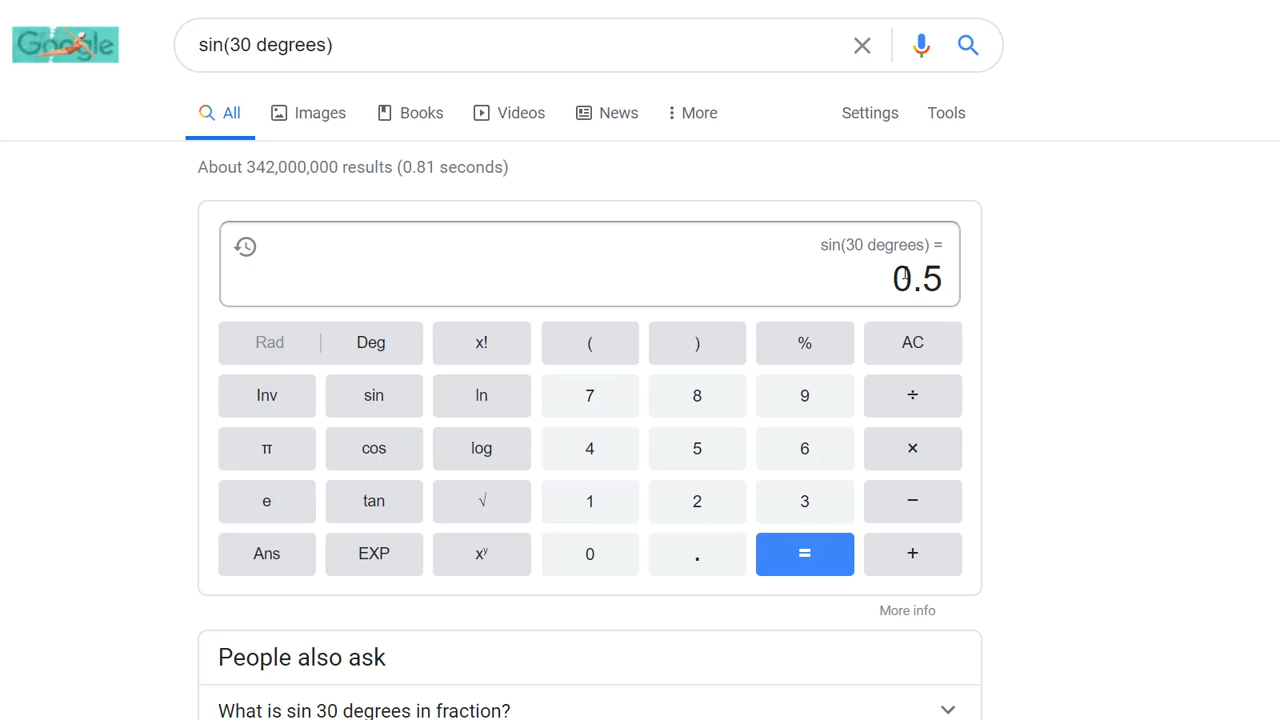 Google
sin(30 degrees)
All Images Books Videos News More Settings Tools
About 342,000,000 results (0.81 seconds)
sin(30 degrees) =
0.5
Rad Deg x! ( ) % AC
Inv sin ln 7 8 9 ÷
π cos log 4 5 6 ×
e tan √ 1 2 3 −
Ans EXP xʸ 0 . = +
More info
People also ask
What is sin 30 degrees in fraction?